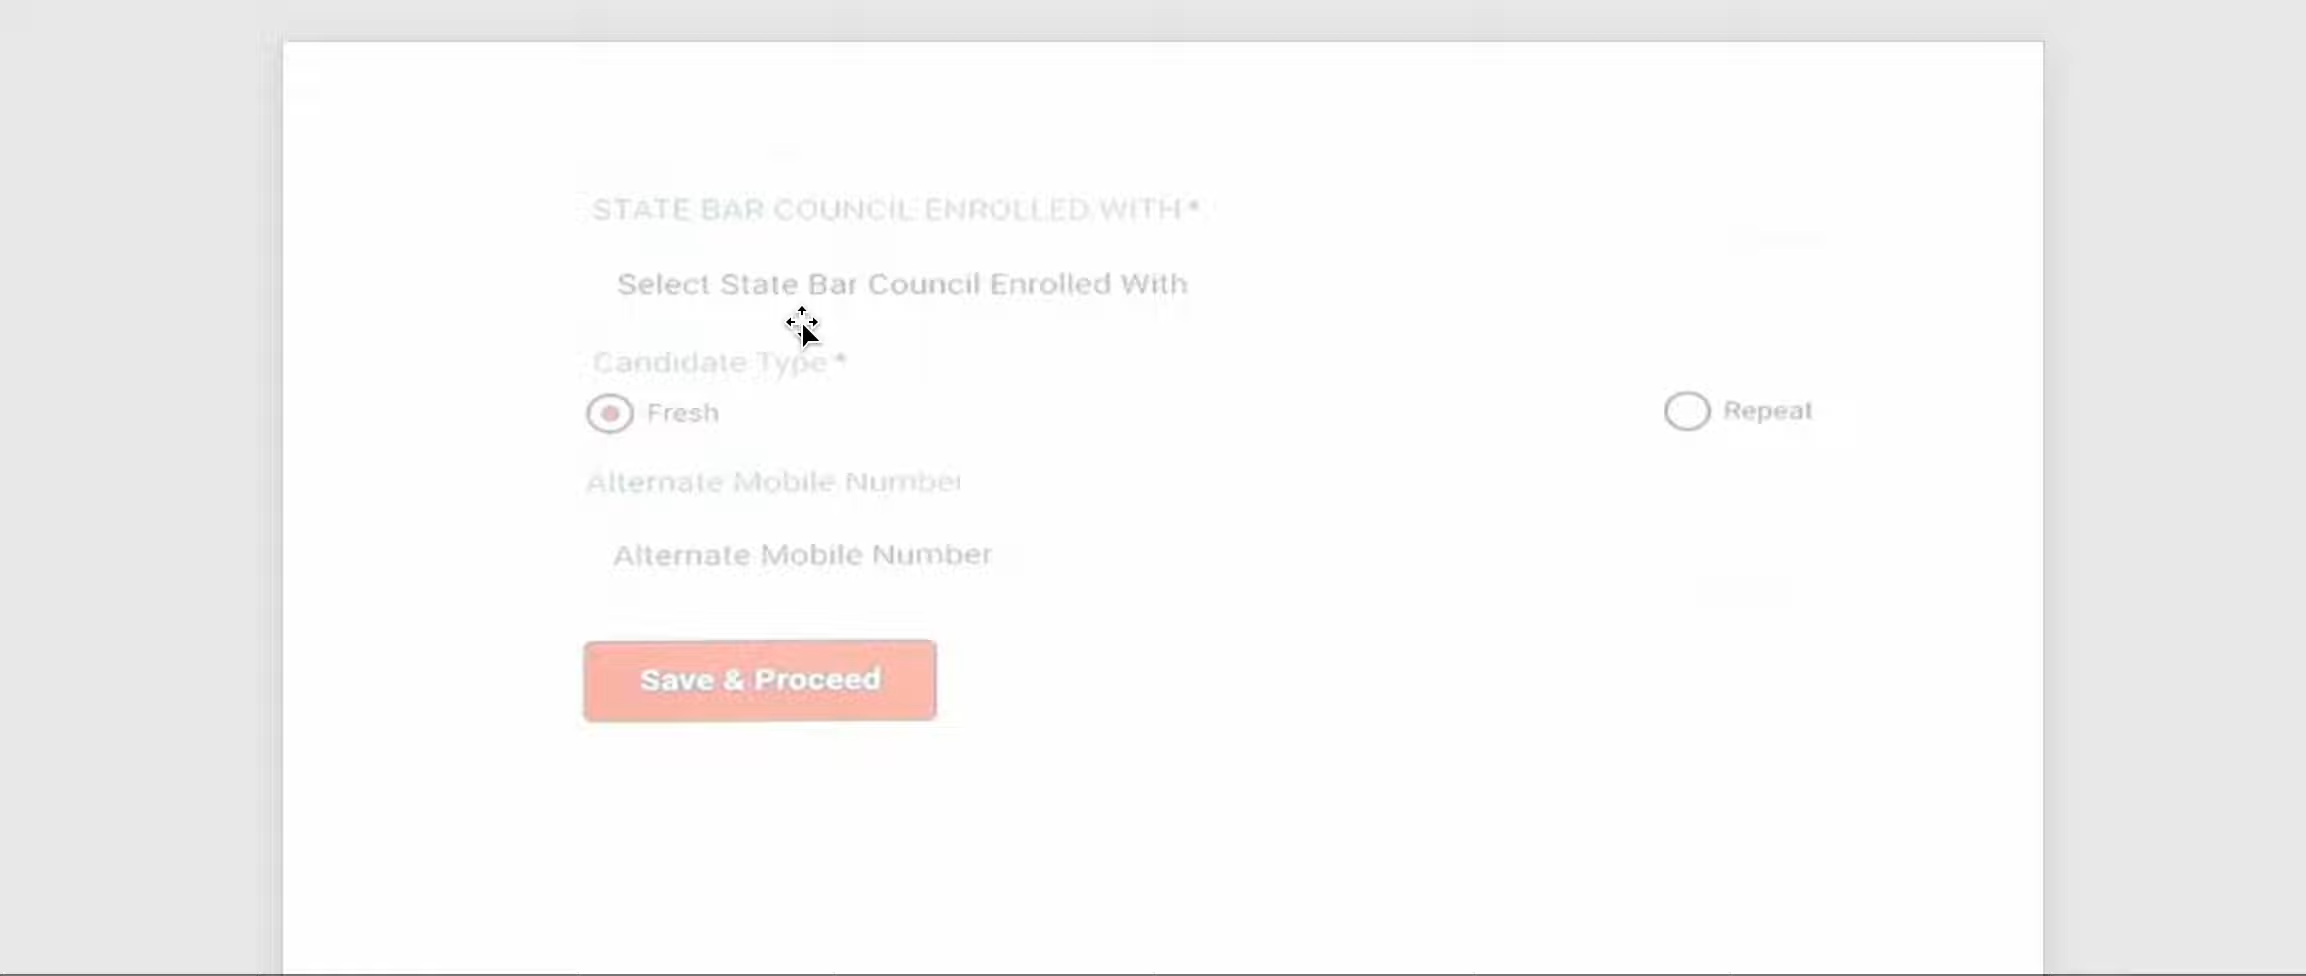 STATE BAR COUNCIL ENROLLED WITH *
Select State Bar Council Enrolled With
Candidate Type *
Fresh
Repeat
Alternate Mobile Number
Alternate Mobile Number
Save & Proceed